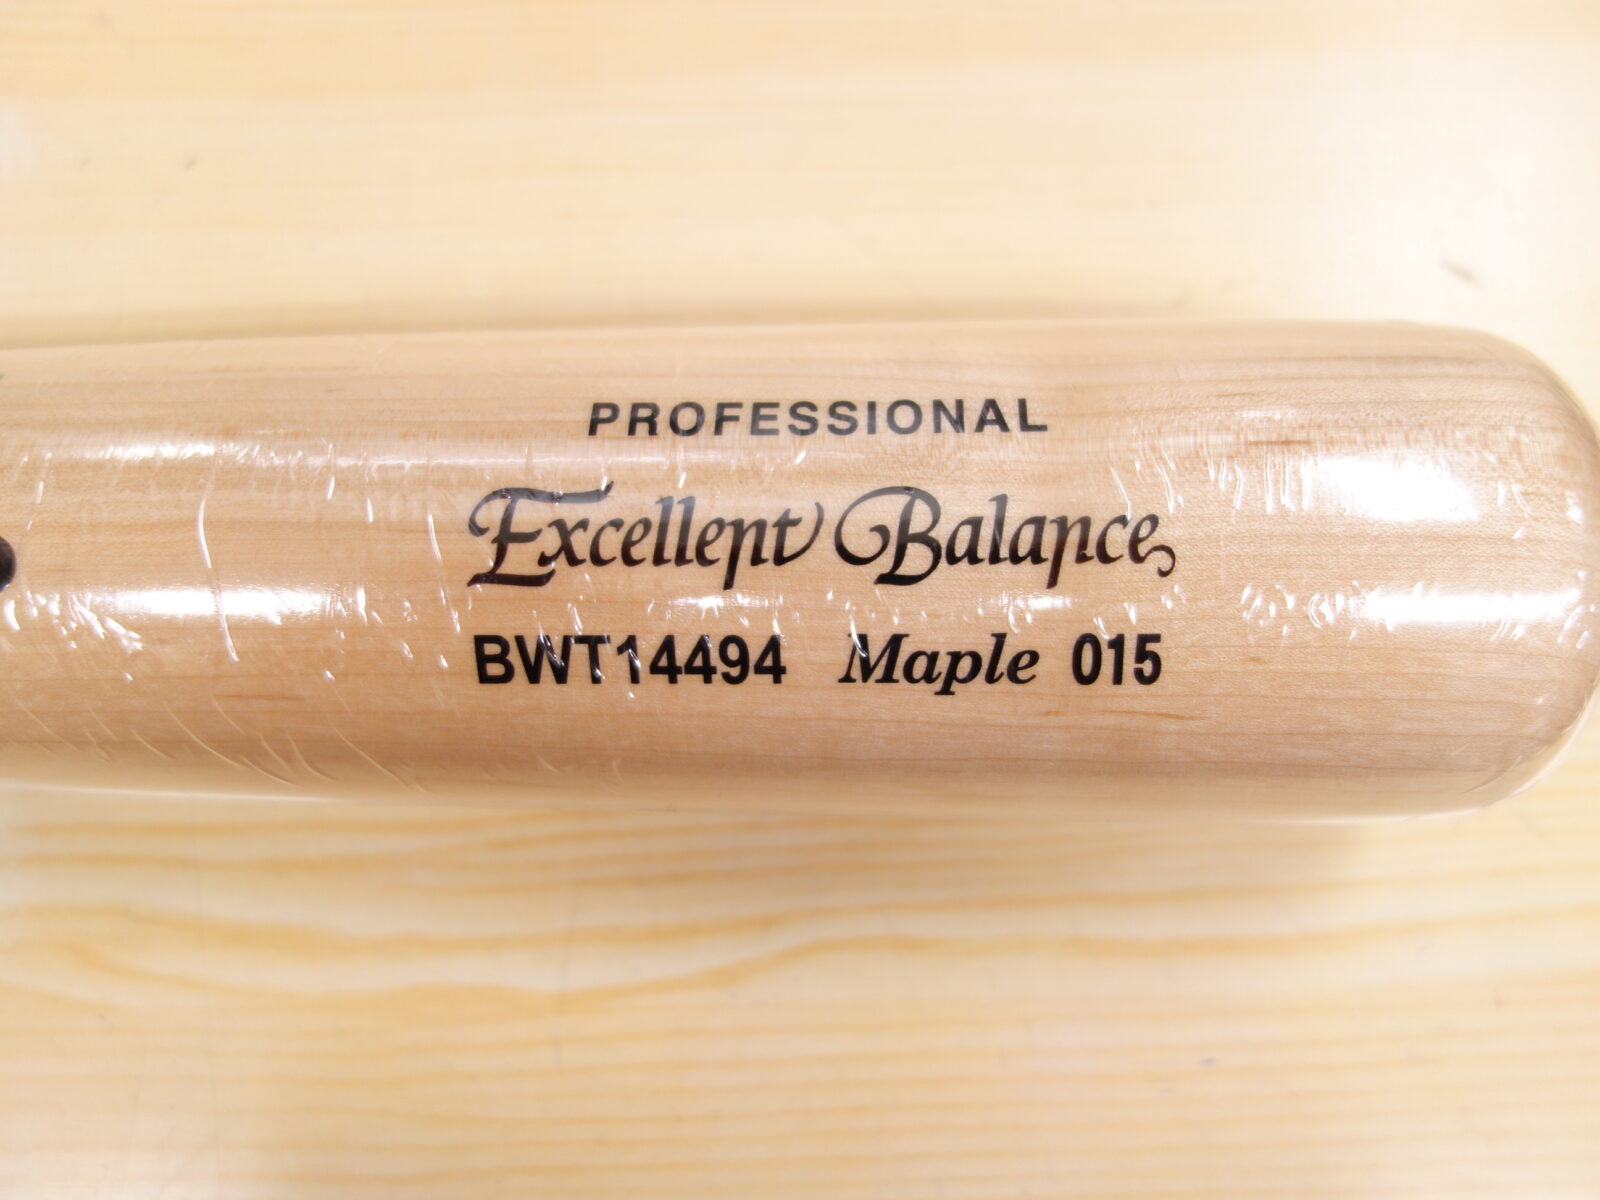 PROFESSIONAL
Excellent Balance
BWT14494 Maple 015